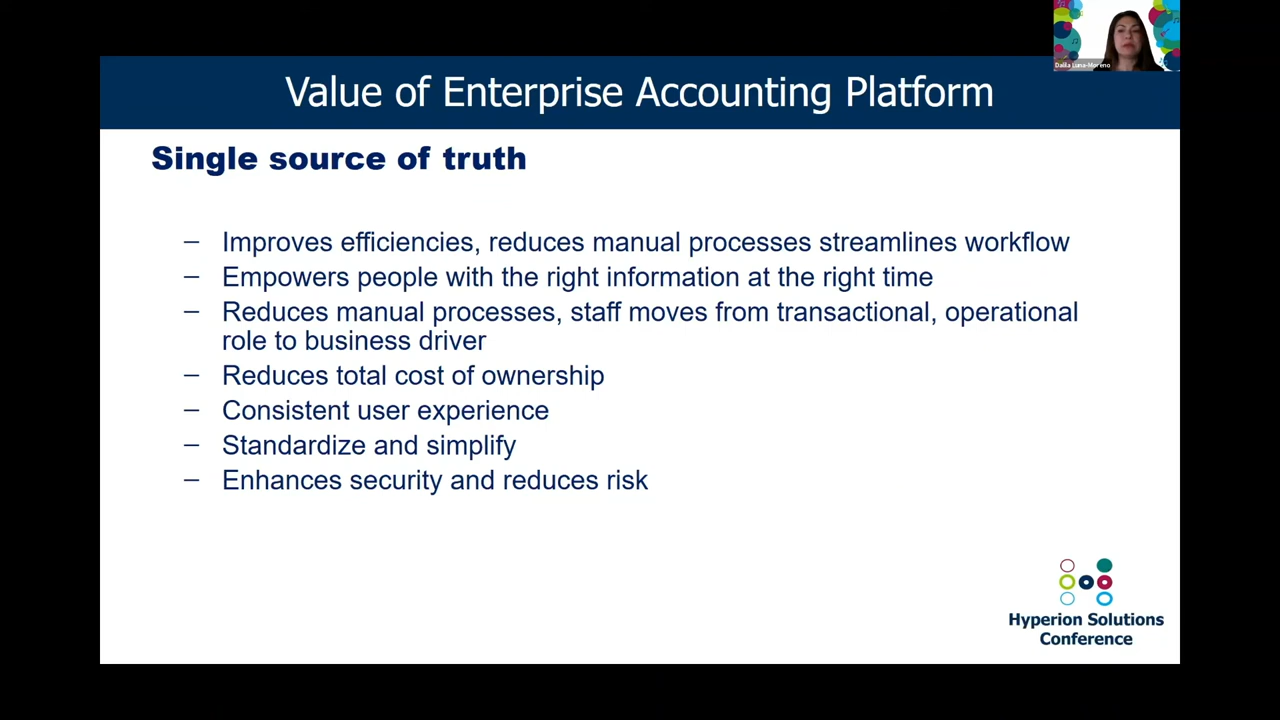 Dalila Luna-Moreno
Value of Enterprise Accounting Platform
Single source of truth
– Improves efficiencies, reduces manual processes streamlines workflow
– Empowers people with the right information at the right time
– Reduces manual processes, staff moves from transactional, operational
role to business driver
– Reduces total cost of ownership
– Consistent user experience
– Standardize and simplify
– Enhances security and reduces risk
Hyperion Solutions
Conference